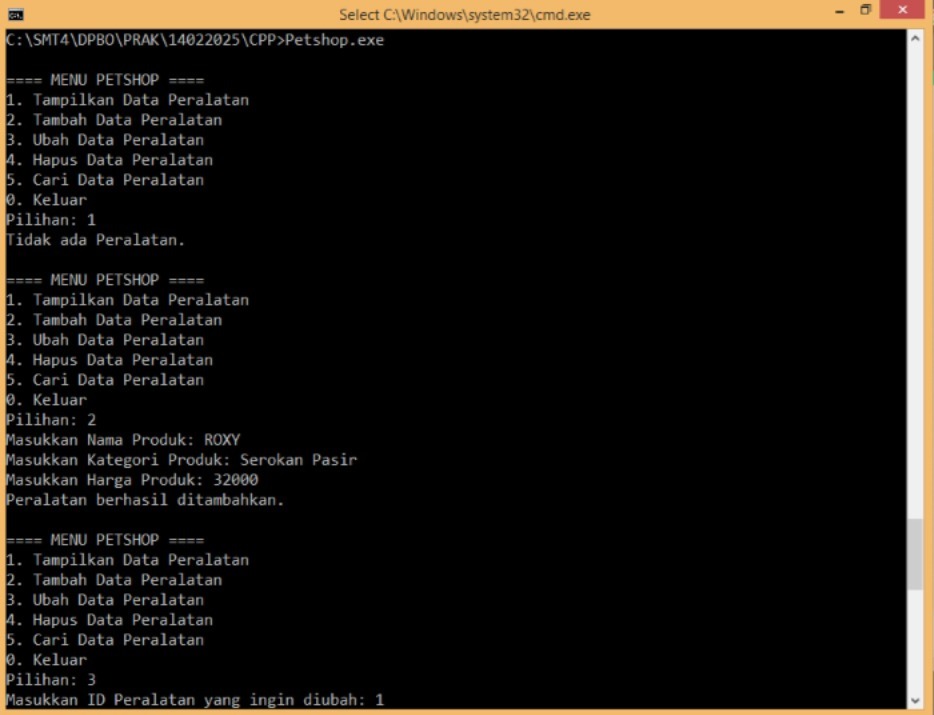 Select C:\Windows\system32\cmd.exe
C:\SMT4\DPBO\PRAK\14022025\CPP>Petshop.exe
==== MENU PETSHOP ====
1. Tampilkan Data Peralatan
2. Tambah Data Peralatan
3. Ubah Data Peralatan
4. Hapus Data Peralatan
5. Cari Data Peralatan
0. Keluar
Pilihan: 1
Tidak ada Peralatan.
==== MENU PETSHOP ====
1. Tampilkan Data Peralatan
2. Tambah Data Peralatan
3. Ubah Data Peralatan
4. Hapus Data Peralatan
5. Cari Data Peralatan
0. Keluar
Pilihan: 2
Masukkan Nama Produk: ROXY
Masukkan Kategori Produk: Serokan Pasir
Masukkan Harga Produk: 32000
Peralatan berhasil ditambahkan.
==== MENU PETSHOP ====
1. Tampilkan Data Peralatan
2. Tambah Data Peralatan
3. Ubah Data Peralatan
4. Hapus Data Peralatan
5. Cari Data Peralatan
0. Keluar
Pilihan: 3
Masukkan ID Peralatan yang ingin diubah: 1